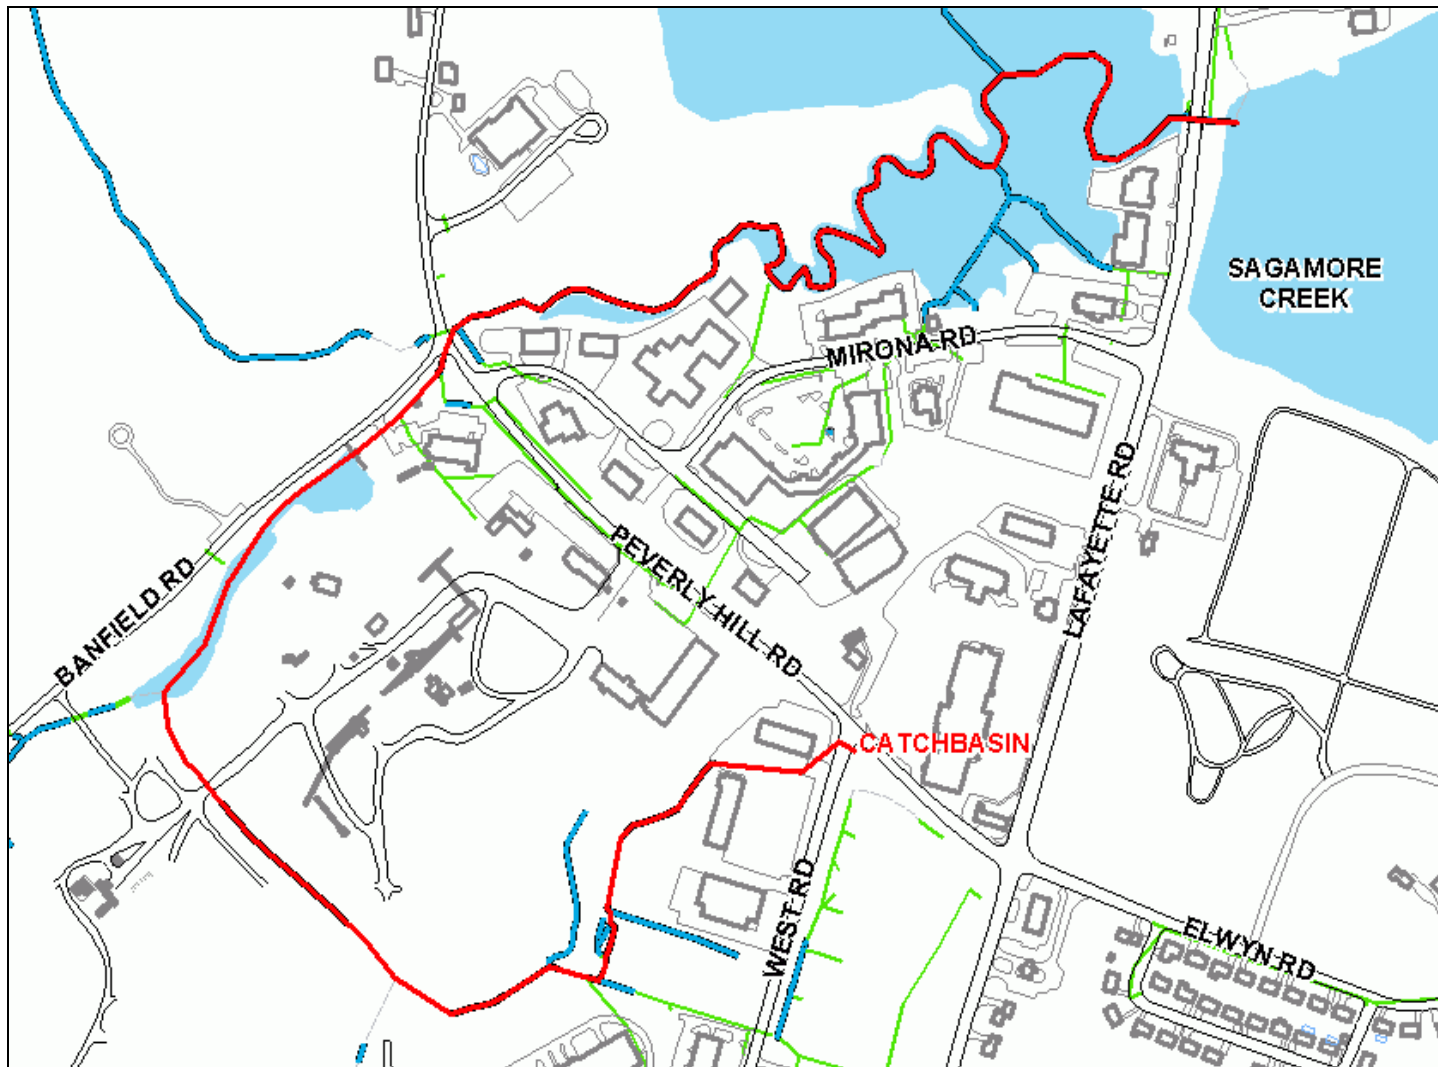 SAGAMORE
CREEK
MIRONA RD
LAFAYETTE RD
PEVERLY HILL RD
BANFIELD RD
CATCHBASIN
WEST RD
ELWYN RD